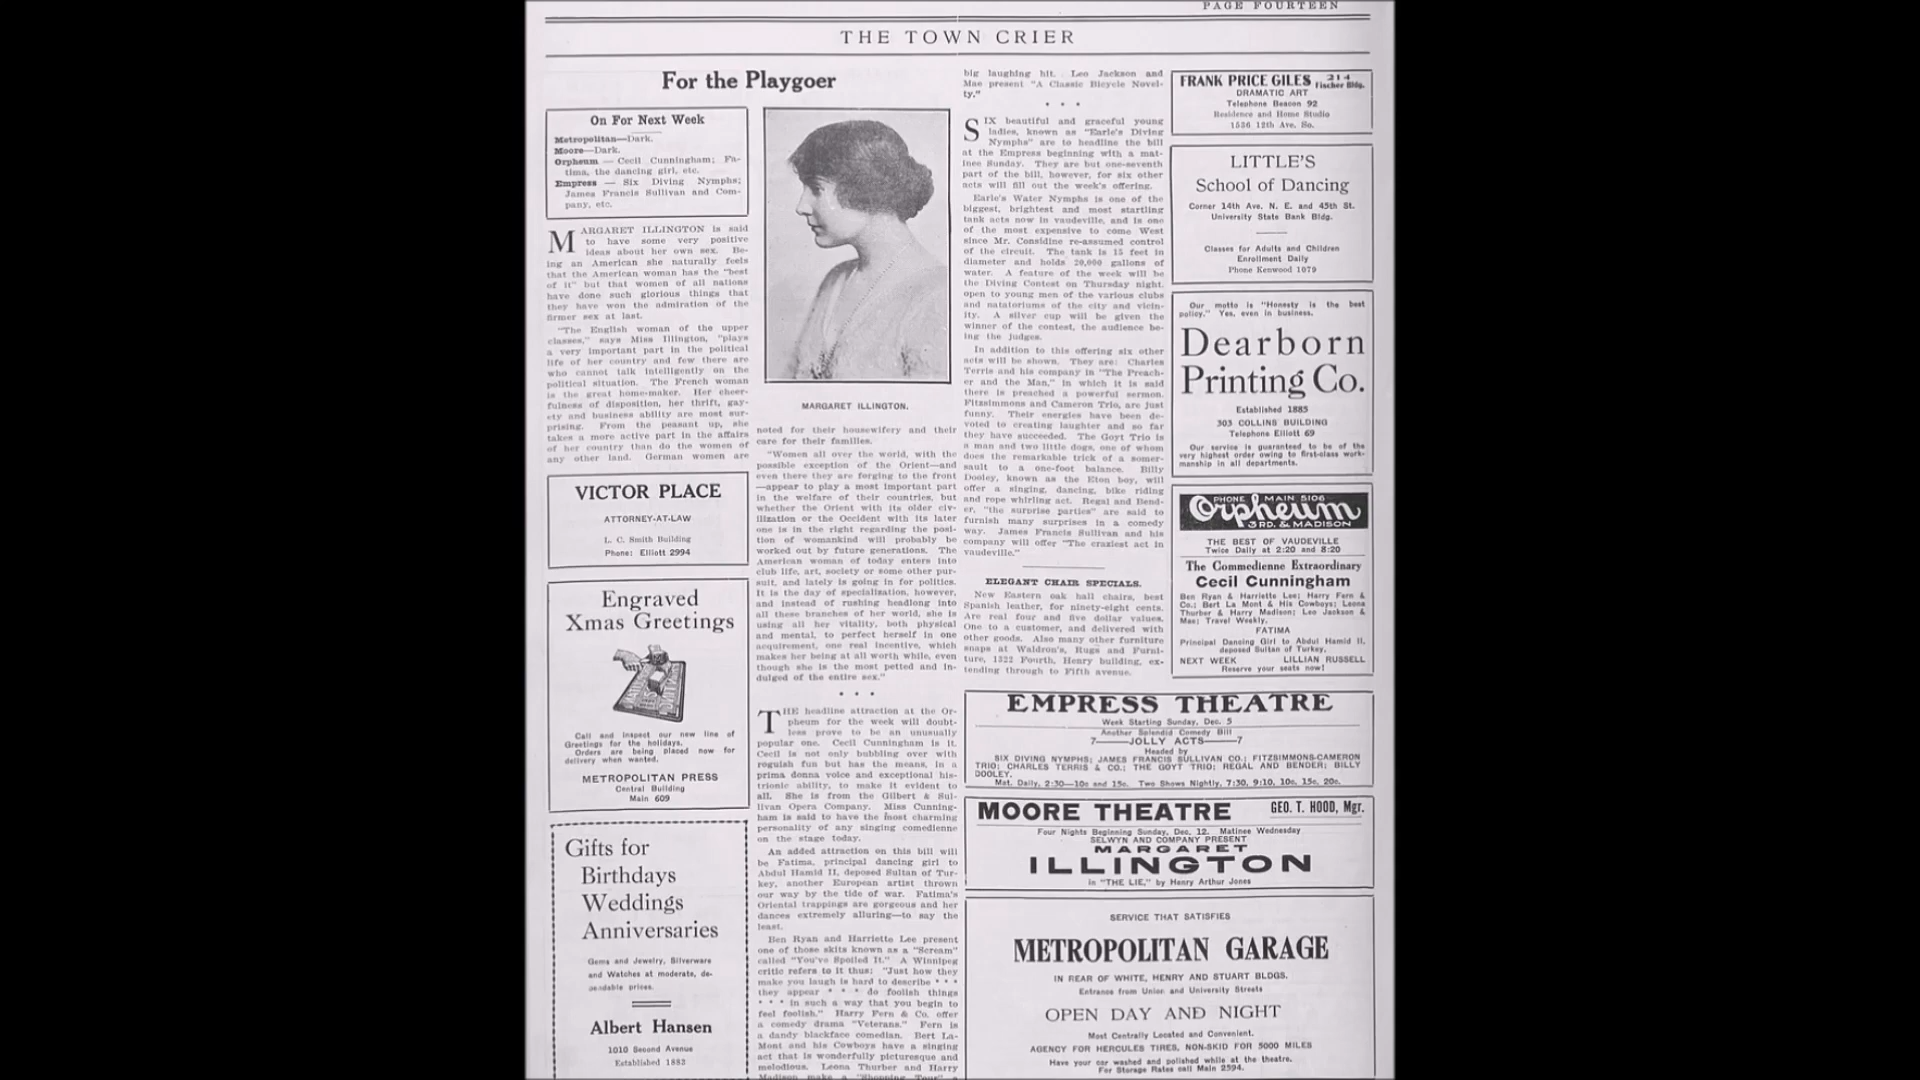 PAGE FOURTEEN
THE TOWN CRIER
For the Playgoer
On For Next Week
Metropolitan—Dark.
Moore—Dark.
Orpheum — Cecil Cunningham; Fa-
tima, the dancing girl, etc.
Empress — Six Diving Nymphs;
James Francis Sullivan and Com-
pany, etc.
MARGARET ILLINGTON is said
to have some very positive
ideas about her own sex. Be-
ing an American she naturally feels
that the American woman has the "best
of it" but that women of all nations
have done such glorious things that
they have won the admiration of the
firmer sex at last.
"The English woman of the upper
classes," says Miss Illington, "plays
a very important part in the political
life of her country and few there are
who cannot talk intelligently on the
political situation. The French woman
is the great home-maker. Her cheer-
fulness of disposition, her thrift, gay-
ety and business ability are most sur-
prising. From the peasant up, she
takes a more active part in the affairs
of her country than do the women of
any other land. German women are
VICTOR PLACE
ATTORNEY-AT-LAW
L. C. Smith Building
Phone: Elliott 2994
Engraved
Xmas Greetings
Call and inspect our new line of
Greetings for the holidays.
Orders are being placed now for
delivery when wanted.
METROPOLITAN PRESS
Central Building
Main 609
Gifts for
Birthdays
Weddings
Anniversaries
Gems and Jewelry, Silverware
and Watches at moderate, de-
pendable prices.
Albert Hansen
1010 Second Avenue
Established 1883
MARGARET ILLINGTON.
noted for their housewifery and their
care for their families.
"Women all over the world, with the
possible exception of the Orient—and
even there they are forging to the front
—appear to play a most important part
in the welfare of their countries, but
whether the Orient with its older civ-
ilization or the Occident with its later
one is in the right regarding the posi-
tion of womankind will probably be
worked out by future generations. The
American woman of today enters into
club life, art, society or some other pur-
suit, and lately is going in for politics.
It is the day of specialization, however,
and instead of rushing headlong into
all these branches of her world, she is
using all her vitality, both physical
and mental, to perfect herself in one
acquirement, one real incentive, which
makes her being at all worth while, even
though she is the most petted and in-
dulged of the entire sex."
* * *
THE headline attraction at the Or-
pheum for the week will doubt-
less prove to be an unusually
popular one. Cecil Cunningham is it.
Cecil is not only bubbling over with
roguish fun but has the means, in a
prima donna voice and exceptional his-
trionic ability, to make it evident to
all. She is from the Gilbert & Sul-
livan Opera Company. Miss Cunning-
ham is said to have the most charming
personality of any singing comedienne
on the stage today.
An added attraction on this bill will
be Fatima, principal dancing girl to
Abdul Hamid II, deposed Sultan of Tur-
key, another European artist thrown
our way by the tide of war. Fatima's
Oriental trappings are gorgeous and her
dances extremely alluring—to say the
least.
Ben Ryan and Harriette Lee present
one of those skits known as a "Scream"
called "You've Spoiled It." A Winnipeg
critic refers to it thus: "Just how they
make you laugh is hard to describe * * *
they appear * * * do foolish things
* * * in such a way that you begin to
feel foolish." Harry Fern & Co. offer
a comedy drama "Veterans." Fern is
a dandy blackface comedian. Bert La-
Mont and his Cowboys have a singing
act that is wonderfully picturesque and
melodious. Leona Thurber and Harry
Madison make a "Shopping Tour" a
big laughing hit. Leo Jackson and
Mae present "A Classic Bicycle Novel-
ty."
* * *
SIX beautiful and graceful young
ladies, known as "Earle's Diving
Nymphs" are to headline the bill
at the Empress beginning with a mat-
inee Sunday. They are but one-seventh
part of the bill, however, for six other
acts will fill out the week's offering.
Earle's Water Nymphs is one of the
biggest, brightest and most startling
tank acts now in vaudeville, and is one
of the most expensive to come West
since Mr. Considine re-assumed control
of the circuit. The tank is 15 feet in
diameter and holds 20,000 gallons of
water. A feature of the week will be
the Diving Contest on Thursday night,
open to young men of the various clubs
and natatoriums of the city and vicin-
ity. A silver cup will be given the
winner of the contest, the audience be-
ing the judges.
In addition to this offering six other
acts will be shown. They are: Charles
Terris and his company in "The Preach-
er and the Man," in which it is said
there is preached a powerful sermon.
Fitzsimmons and Cameron Trio, are just
funny. Their energies have been de-
voted to creating laughter and so far
they have succeeded. The Goyt Trio is
a man and two little dogs, one of whom
does the remarkable trick of a somer-
sault to a one-foot balance. Billy
Dooley, known as the Eton boy, will
offer a singing, dancing, bike riding
and rope whirling act. Regal and Bend-
er, "the surprise parties" are said to
furnish many surprises in a comedy
way. James Francis Sullivan and his
company will offer "The craziest act in
vaudeville."
ELEGANT CHAIR SPECIALS.
New Eastern oak hall chairs, best
Spanish leather, for ninety-eight cents.
Are real four and five dollar values.
One to a customer, and delivered with
other goods. Also many other furniture
snaps at Waldron's, Rugs and Furni-
ture, 1322 Fourth, Henry building, ex-
tending through to Fifth avenue.
FRANK PRICE GILES 214 Fischer Bldg.
DRAMATIC ART
Telephone Beacon 92
Residence and Home Studio
1536 12th Ave. So.
LITTLE'S
School of Dancing
Corner 14th Ave. N. E. and 45th St.
University State Bank Bldg.
Classes for Adults and Children
Enrollment Daily
Phone Kenwood 1079
Our motto is "Honesty is the best
policy." Yes, even in business.
Dearborn
Printing Co.
Established 1885
303 COLLINS BUILDING
Telephone Elliott 69
Our service is guaranteed to be of the
very highest order owing to first-class work-
manship in all departments.
PHONE MAIN 5106
Orpheum
3RD. & MADISON
THE BEST OF VAUDEVILLE
Twice Daily at 2:20 and 8:20
The Commedienne Extraordinary
Cecil Cunningham
Ben Ryan & Harriette Lee; Harry Fern &
Co.; Bert La Mont & His Cowboys; Leona
Thurber & Harry Madison; Leo Jackson &
Mae; Travel Weekly.
FATIMA
Principal Dancing Girl to Abdul Hamid II,
deposed Sultan of Turkey.
NEXT WEEK LILLIAN RUSSELL
Reserve your seats now!
EMPRESS THEATRE
Week Starting Sunday, Dec. 5
Another Splendid Comedy Bill
7——JOLLY ACTS——7
Headed by
SIX DIVING NYMPHS; JAMES FRANCIS SULLIVAN CO.; FITZSIMMONS-CAMERON
TRIO; CHARLES TERRIS & CO.; THE GOYT TRIO; REGAL AND BENDER; BILLY
DOOLEY.
Mat. Daily, 2:30—10c and 15c. Two Shows Nightly, 7:30, 9:10, 10c, 15c, 20c.
MOORE THEATRE GEO. T. HOOD, Mgr.
Four Nights Beginning Sunday, Dec. 12. Matinee Wednesday
SELWYN AND COMPANY PRESENT
MARGARET
ILLINGTON
in "THE LIE," by Henry Arthur Jones
SERVICE THAT SATISFIES
METROPOLITAN GARAGE
IN REAR OF WHITE, HENRY AND STUART BLDGS.
Entrance from Union and University Streets
OPEN DAY AND NIGHT
Most Centrally Located and Convenient.
AGENCY FOR HERCULES TIRES, NON-SKID FOR 5000 MILES
Have your car washed and polished while at the theatre.
For Storage Rates call Main 2594.